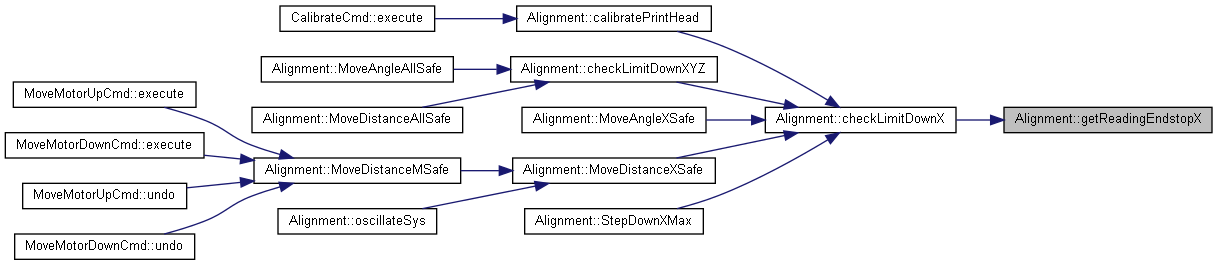 CalibrateCmd::execute
Alignment::calibratePrintHead
Alignment::MoveAngleAllSafe
Alignment::checkLimitDownXYZ
MoveMotorUpCmd::execute
Alignment::MoveDistanceAllSafe
Alignment::MoveAngleXSafe
Alignment::checkLimitDownX
Alignment::getReadingEndstopX
MoveMotorDownCmd::execute
Alignment::MoveDistanceMSafe
Alignment::MoveDistanceXSafe
MoveMotorUpCmd::undo
Alignment::oscillateSys
Alignment::StepDownXMax
MoveMotorDownCmd::undo